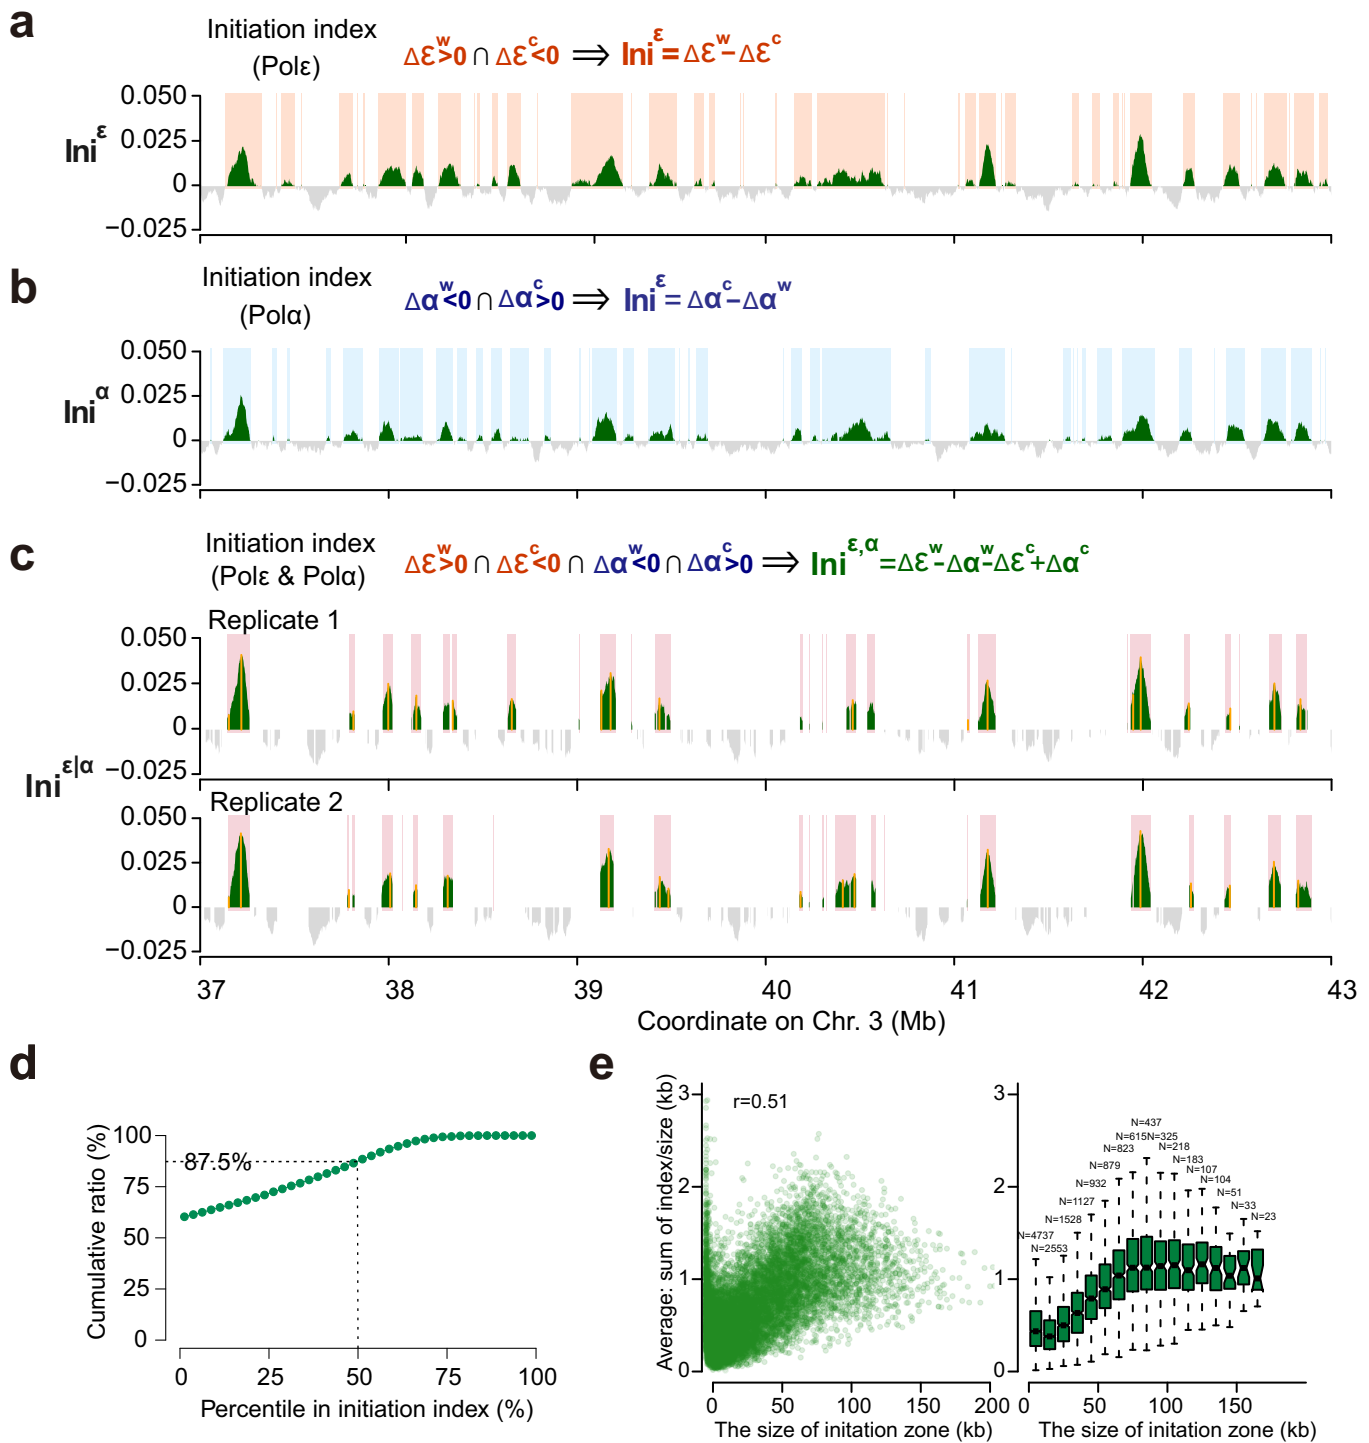 a
Initiation index
(Polε)
Δε^w>0 ∩ Δε^c<0 ⇒ Ini^ε = Δε^w − Δε^c
Ini^ε
0.050
0.025
0
−0.025
b
Initiation index
(Polα)
Δα^w<0 ∩ Δα^c>0 ⇒ Ini^ε = Δα^c − Δα^w
Ini^α
0.050
0.025
0
−0.025
c
Initiation index
(Polε & Polα)
Δε^w>0 ∩ Δε^c<0 ∩ Δα^w<0 ∩ Δα^c>0 ⇒ Ini^ε,α = Δε^w-Δα^w-Δε^c+Δα^c
Replicate 1
0.050
0.025
0
−0.025
Ini^ε|α
Replicate 2
0.050
0.025
0
−0.025
37 38 39 40 41 42 43
Coordinate on Chr. 3 (Mb)
d
Cumulative ratio (%)
100
75
50
25
0
87.5%
0 25 50 75 100
Percentile in initiation index (%)
e
Average: sum of index/size (kb)
3
2
1
0
r=0.51
0 50 100 150 200
The size of initation zone (kb)
3
2
1
0
N=4737
N=2553
N=1528
N=1127
N=932
N=879
N=823
N=615
N=437
N=325
N=218
N=183
N=107
N=104
N=51
N=33
N=23
0 50 100 150
The size of initation zone (kb)